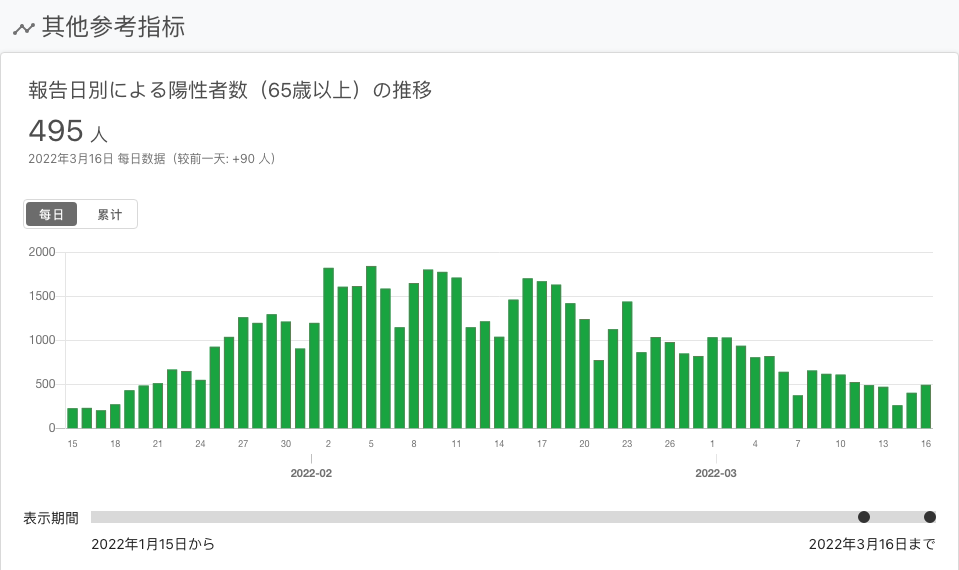 其他参考指标
報告日別による陽性者数（65歳以上）の推移
495 人
2022年3月16日 每日数据（较前一天: +90 人）
每日 累计
2000
1500
1000
500
0
15 18 21 24 27 30 2 5 8 11 14 17 20 23 26 1 4 7 10 13 16
2022-02 2022-03
表示期間
2022年1月15日から 2022年3月16日まで